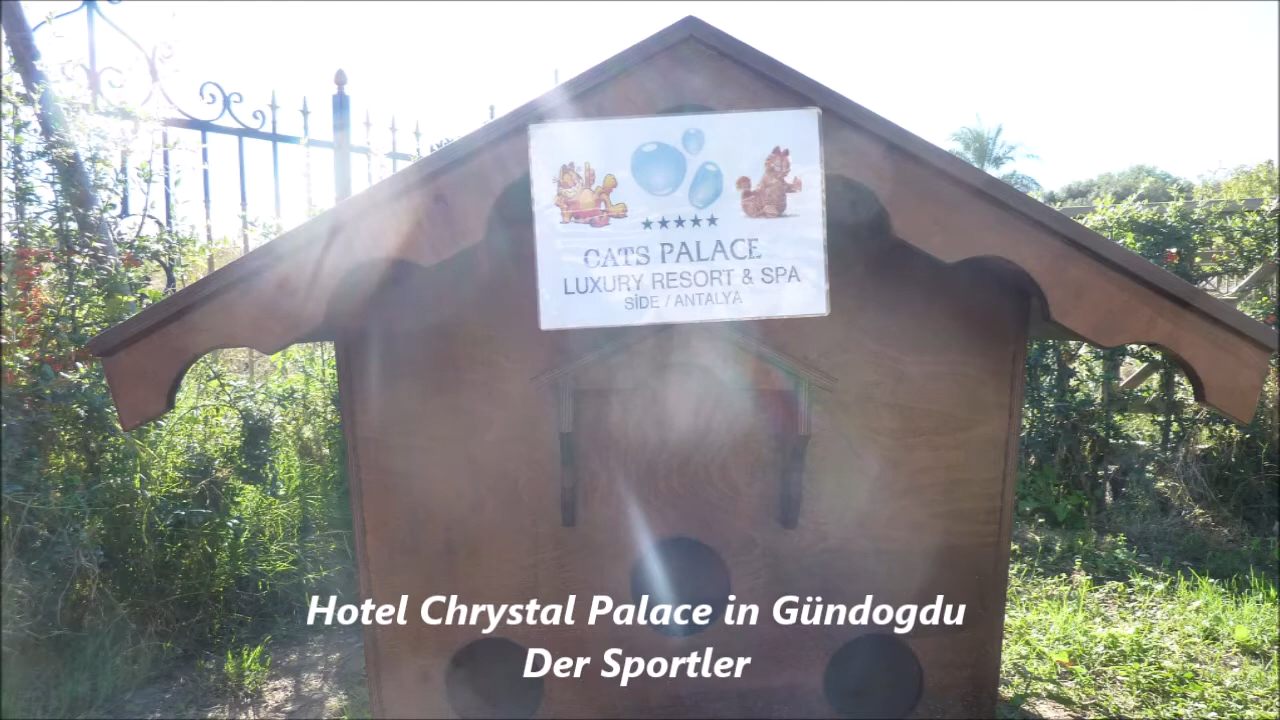 ★★★★★
CATS PALACE
LUXURY RESORT & SPA
SİDE / ANTALYA
Hotel Chrystal Palace in Gündogdu
Der Sportler